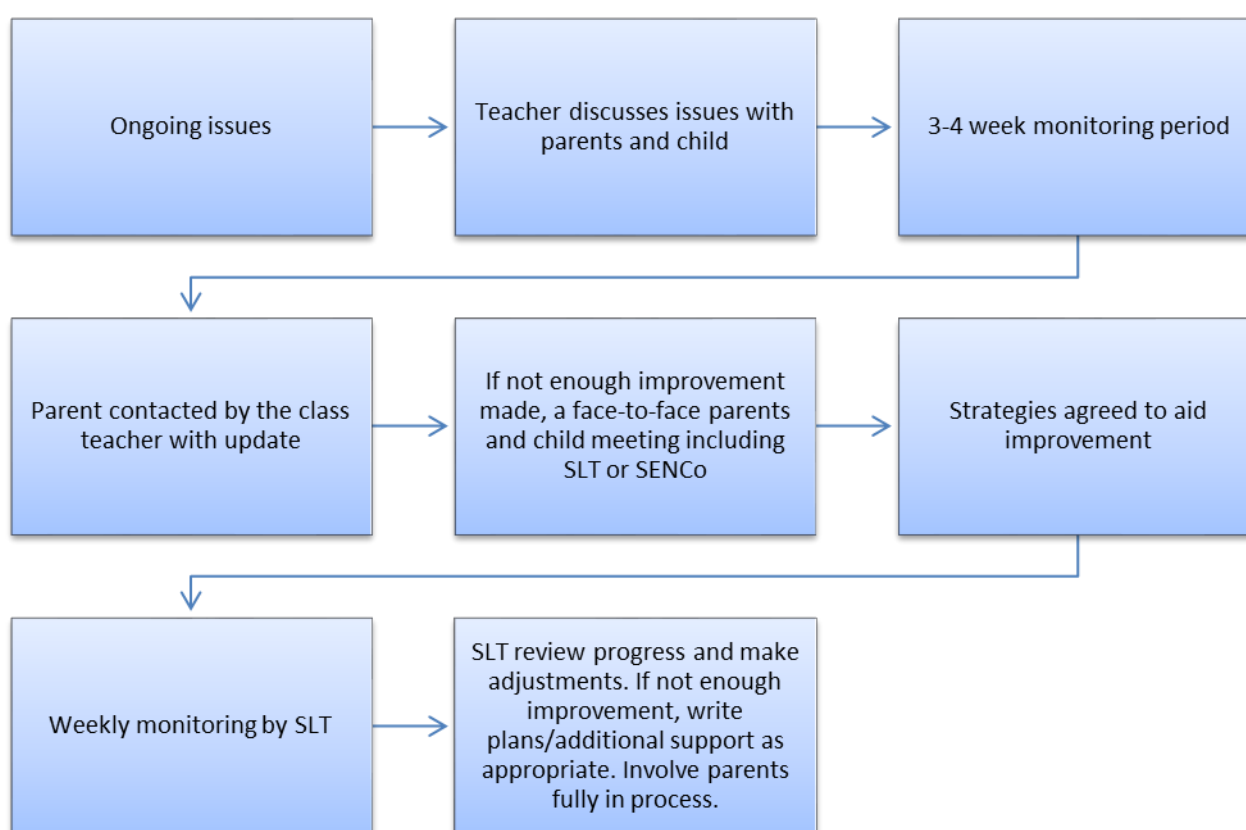 Ongoing issues
Teacher discusses issues with
parents and child
3-4 week monitoring period
Parent contacted by the class
teacher with update
If not enough improvement
made, a face-to-face parents
and child meeting including
SLT or SENCo
Strategies agreed to aid
improvement
Weekly monitoring by SLT
SLT review progress and make
adjustments. If not enough
improvement, write
plans/additional support as
appropriate. Involve parents
fully in process.